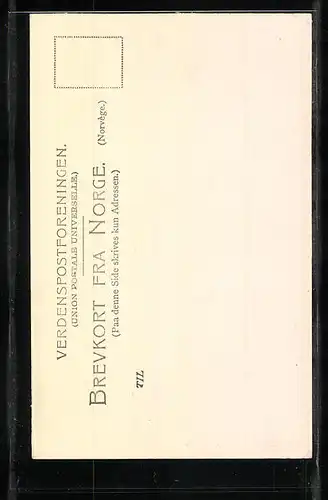 VERDENSPOSTFORENINGEN.
(UNION POSTALE UNIVERSELLE.)
BREVKORT FRA NORGE. (Norvège.)
(Paa denne Side skrives kun Adressen.)
TIL